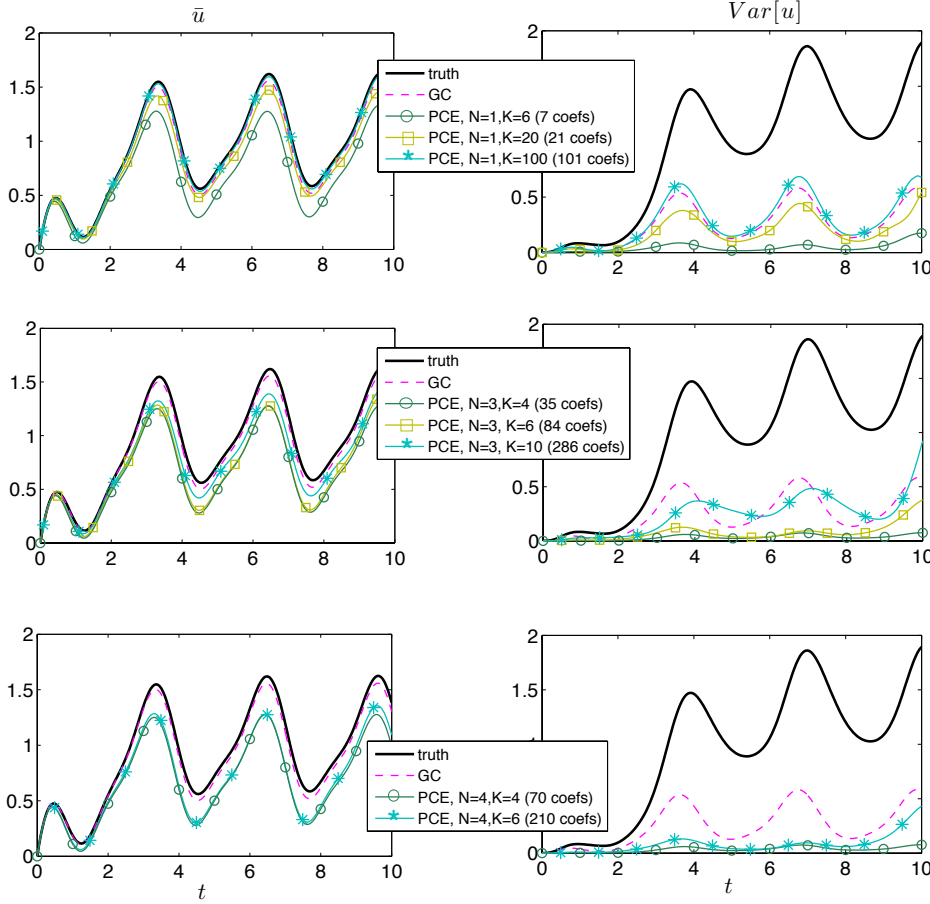 ū
Var[u]
2
1.5
1
0.5
0
0 2 4 6 8 10
2
0.5
0
0 2 4 6 8 10
truth
GC
PCE, N=1,K=6 (7 coefs)
PCE, N=1,K=20 (21 coefs)
PCE, N=1,K=100 (101 coefs)
2
1.5
1
0.5
0
0 2 4 6 8 10
2
0.5
0
0 2 4 6 8 10
truth
GC
PCE, N=3,K=4 (35 coefs)
PCE, N=3, K=6 (84 coefs)
PCE, N=3, K=10 (286 coefs)
2
1.5
1
0.5
0
0 2 4 6 8 10
t
2
0
0 2 4 6 8 10
t
truth
GC
PCE, N=4,K=4 (70 coefs)
PCE, N=4,K=6 (210 coefs)